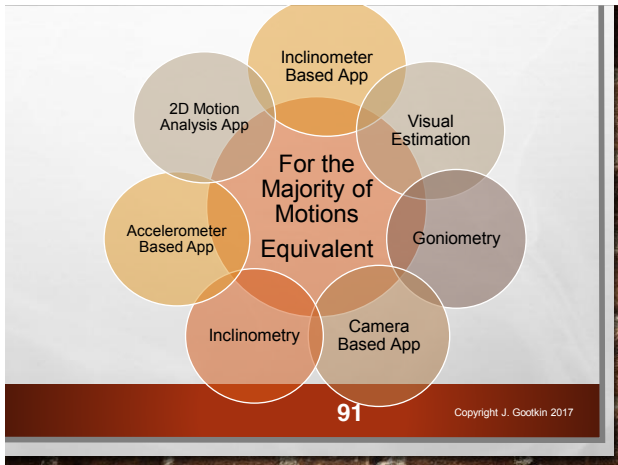 Inclinometer
Based App
2D Motion
Analysis App
Visual
Estimation
For the
Majority of
Motions
Equivalent
Accelerometer
Based App
Goniometry
Inclinometry
Camera
Based App
91
Copyright J. Gootkin 2017